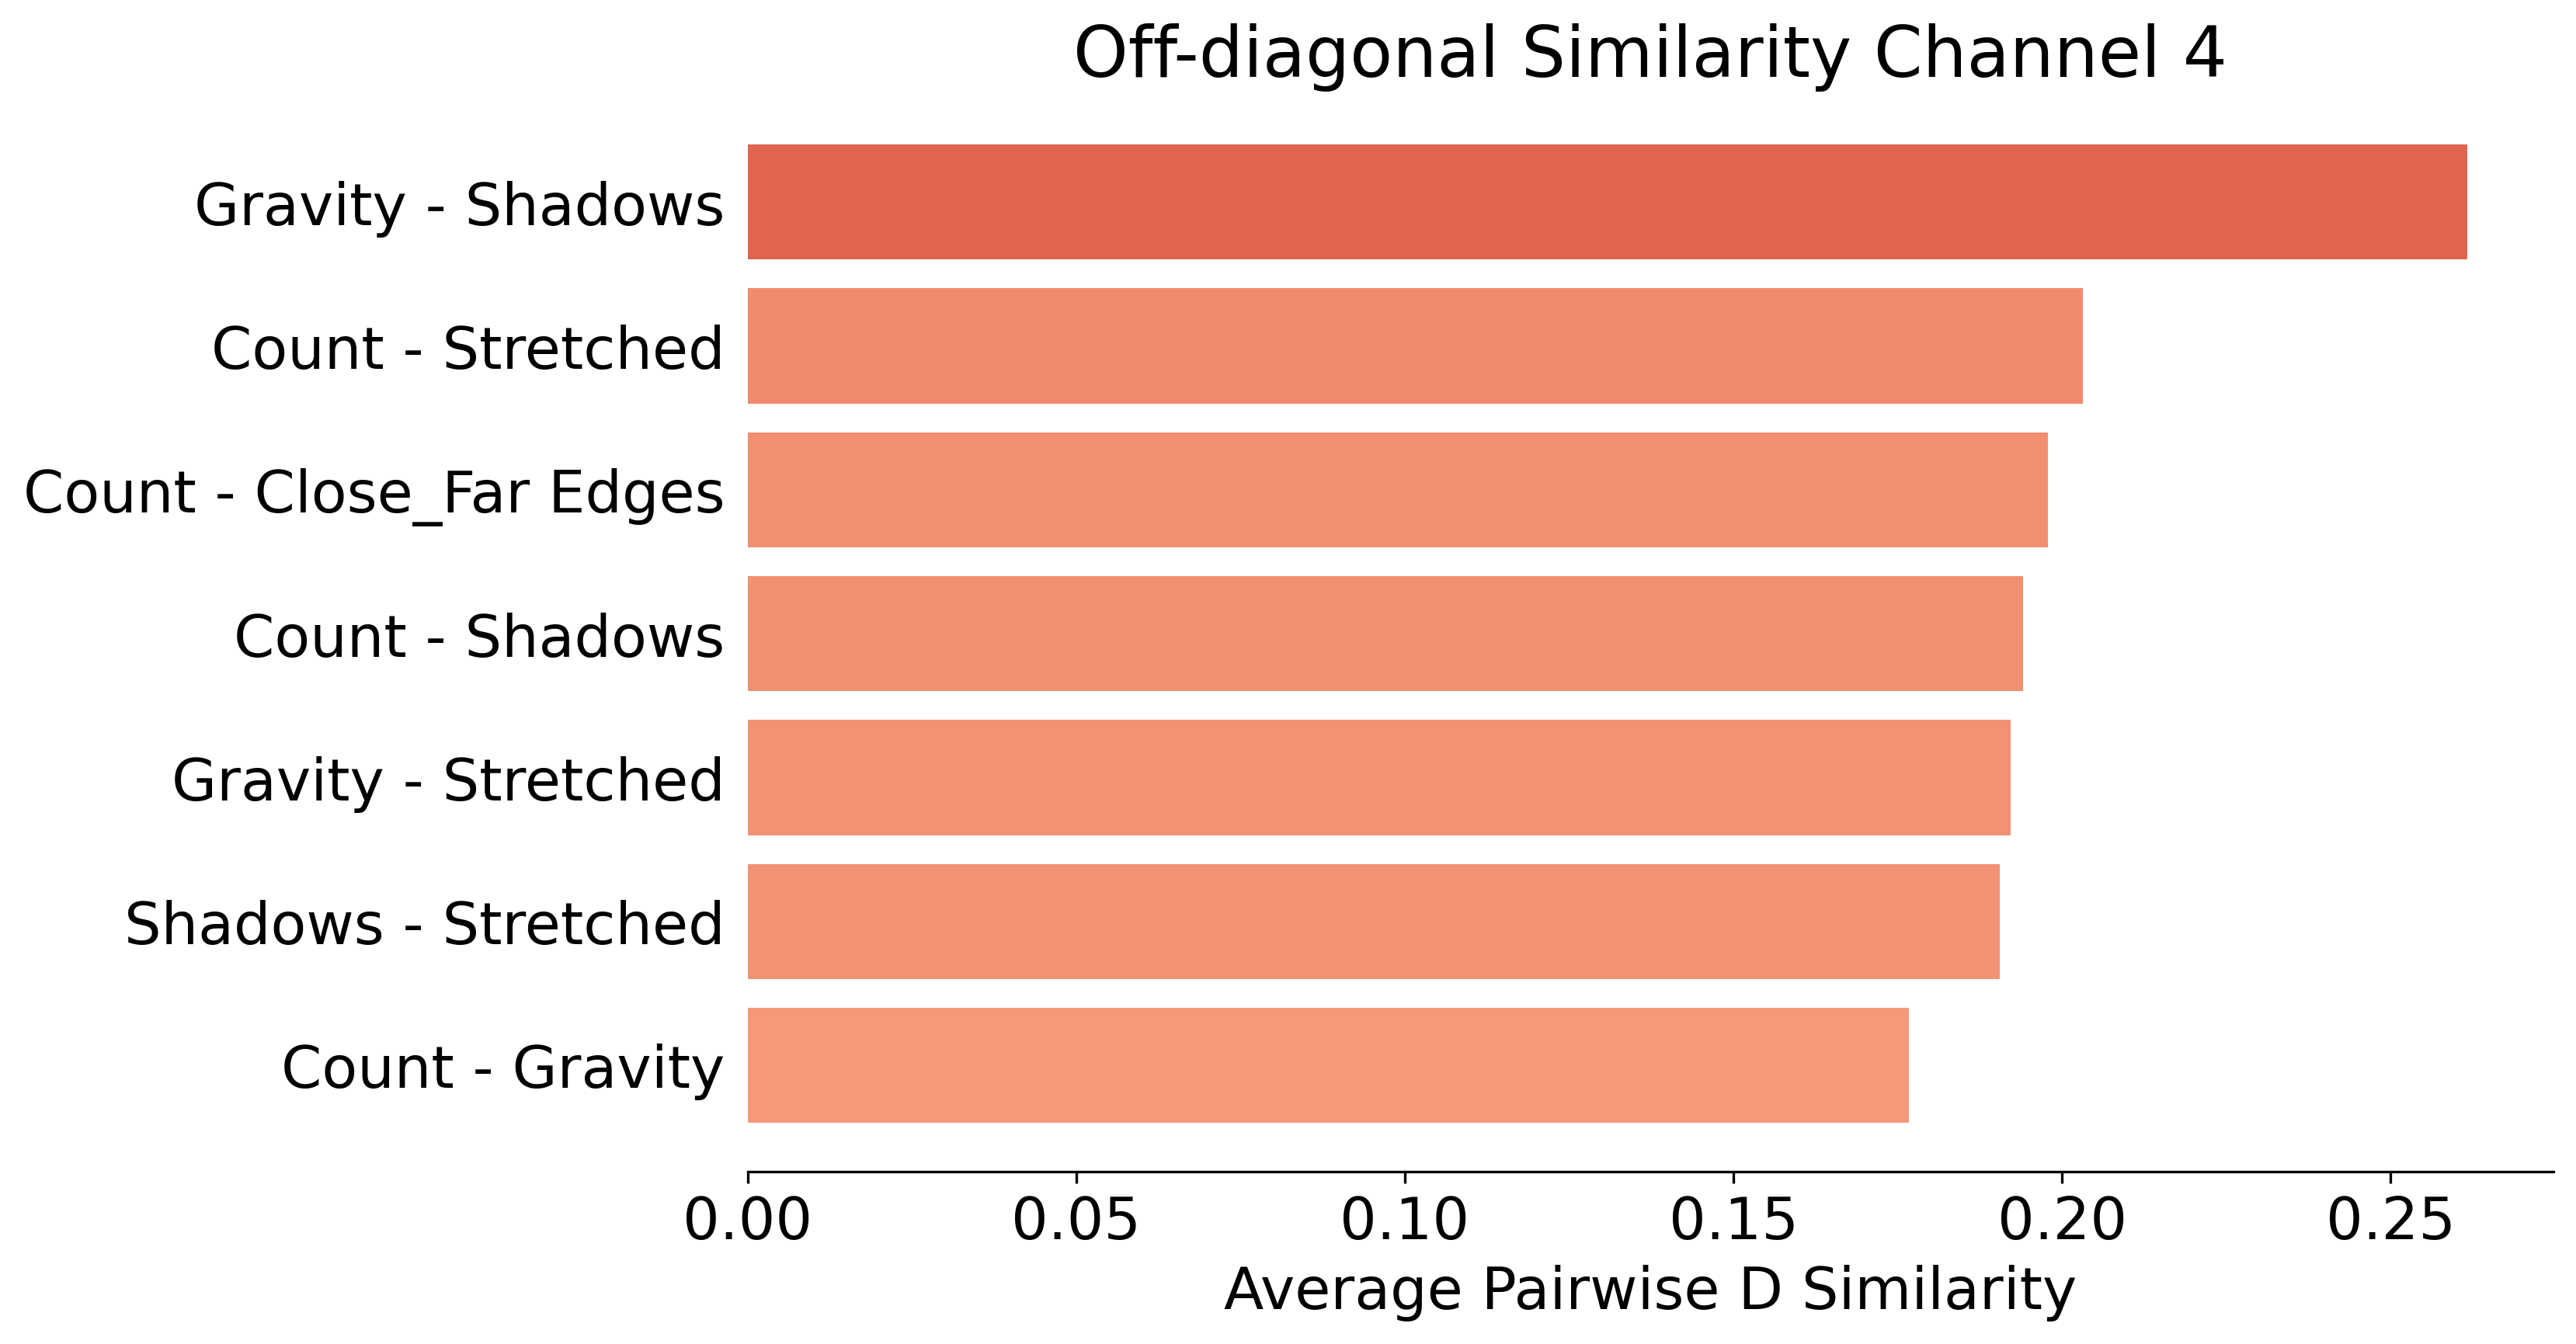 Off-diagonal Similarity Channel 4
Gravity - Shadows
Count - Stretched
Count - Close_Far Edges
Count - Shadows
Gravity - Stretched
Shadows - Stretched
Count - Gravity
0.00 0.05 0.10 0.15 0.20 0.25
Average Pairwise D Similarity